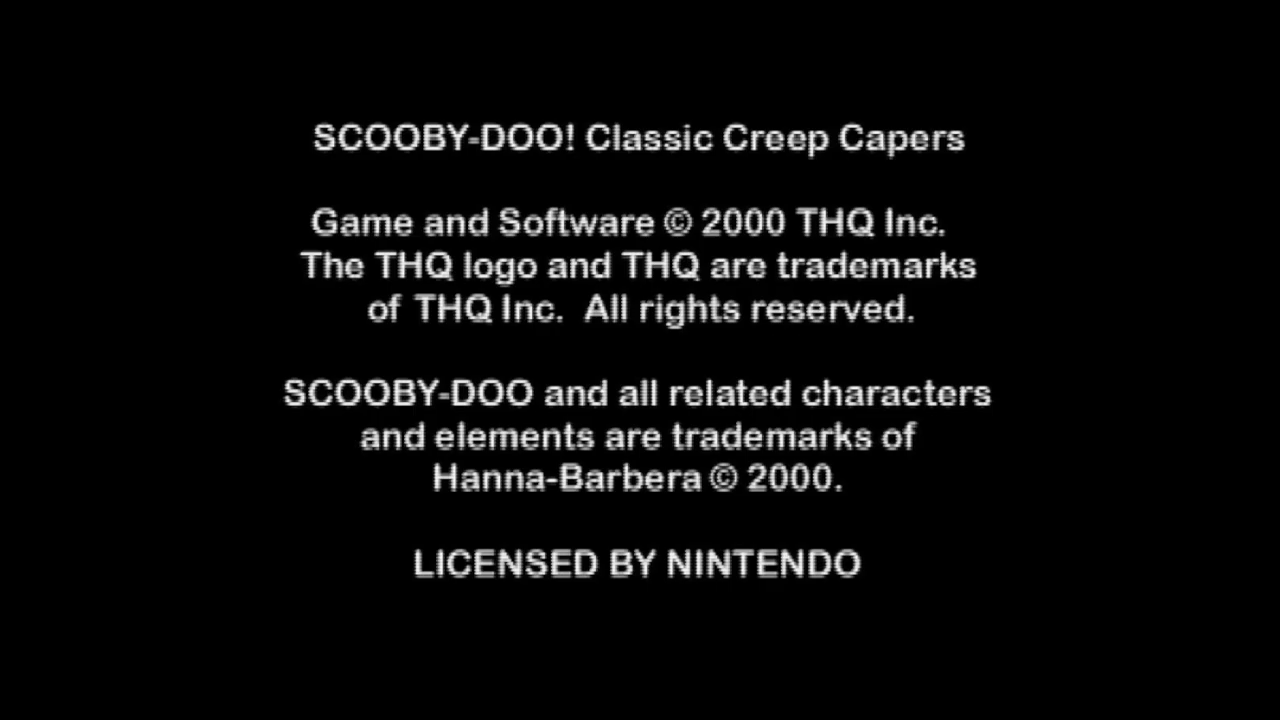 SCOOBY-DOO! Classic Creep Capers
Game and Software © 2000 THQ Inc.
The THQ logo and THQ are trademarks
of THQ Inc.  All rights reserved.
SCOOBY-DOO and all related characters
and elements are trademarks of
Hanna-Barbera © 2000.
LICENSED BY NINTENDO